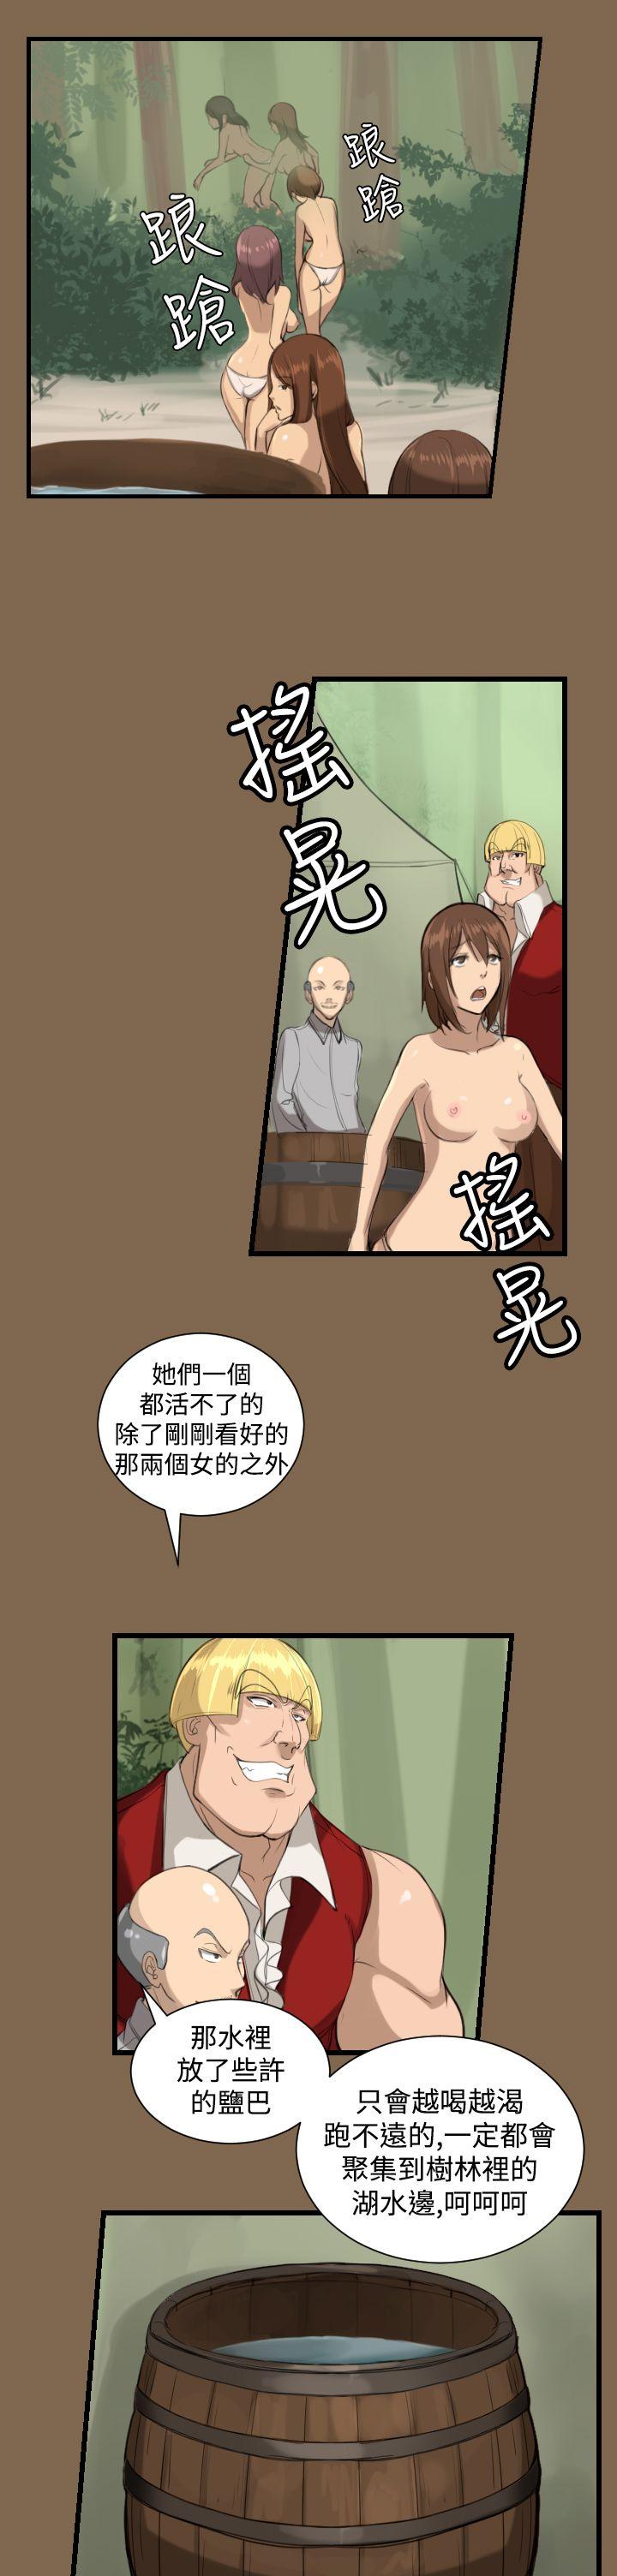 踉
蹌
踉
蹌
搖
晃
搖
晃
她們一個
都活不了的
除了剛剛看好的
那兩個女的之外
那水裡
放了些許
的鹽巴
只會越喝越渴
跑不遠的,一定都會
聚集到樹林裡的
湖水邊,呵呵呵